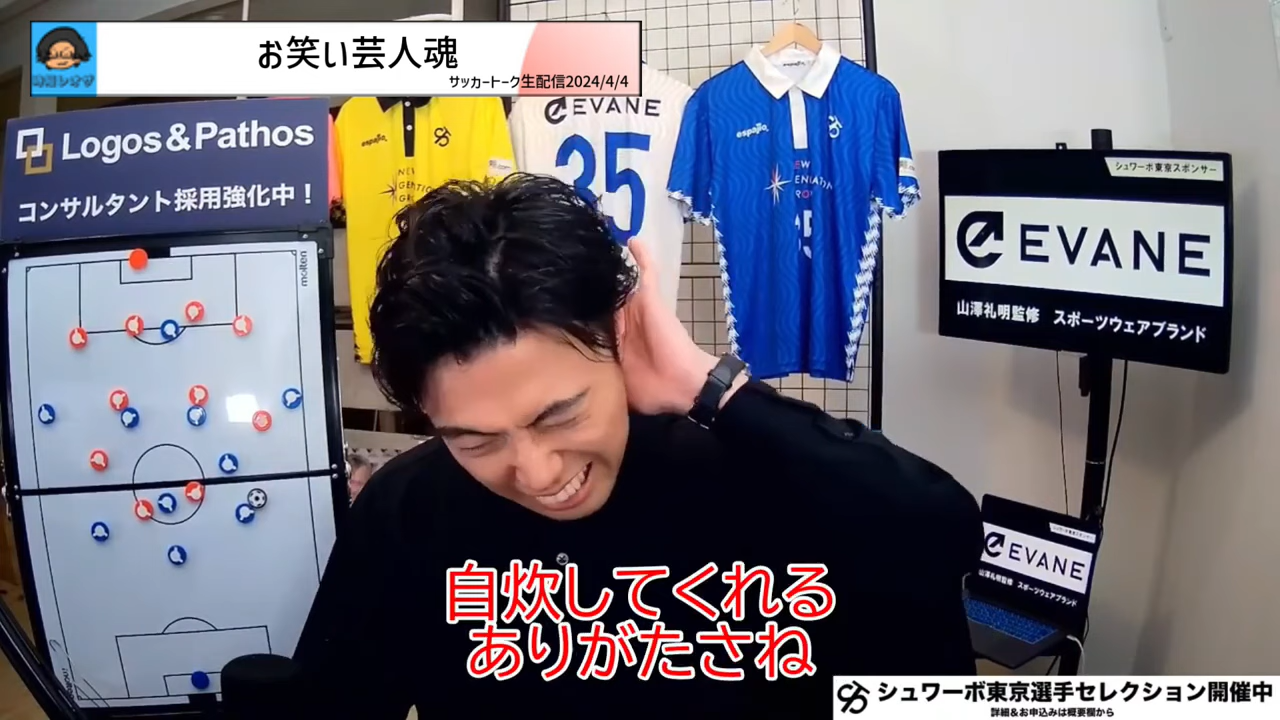 お笑い芸人魂
サッカートーク生配信2024/4/4
Logos&Pathos
コンサルタント採用強化中！
molten
espajio
EVANE
35
espajio
シュワーボ東京スポンサー
EVANE
山澤礼明監修 スポーツウェアブランド
EVANE
山澤礼明監修 スポーツウェアブランド
自炊してくれる
ありがたさね
シュワーボ東京選手セレクション開催中
詳細&お申込みは概要欄から